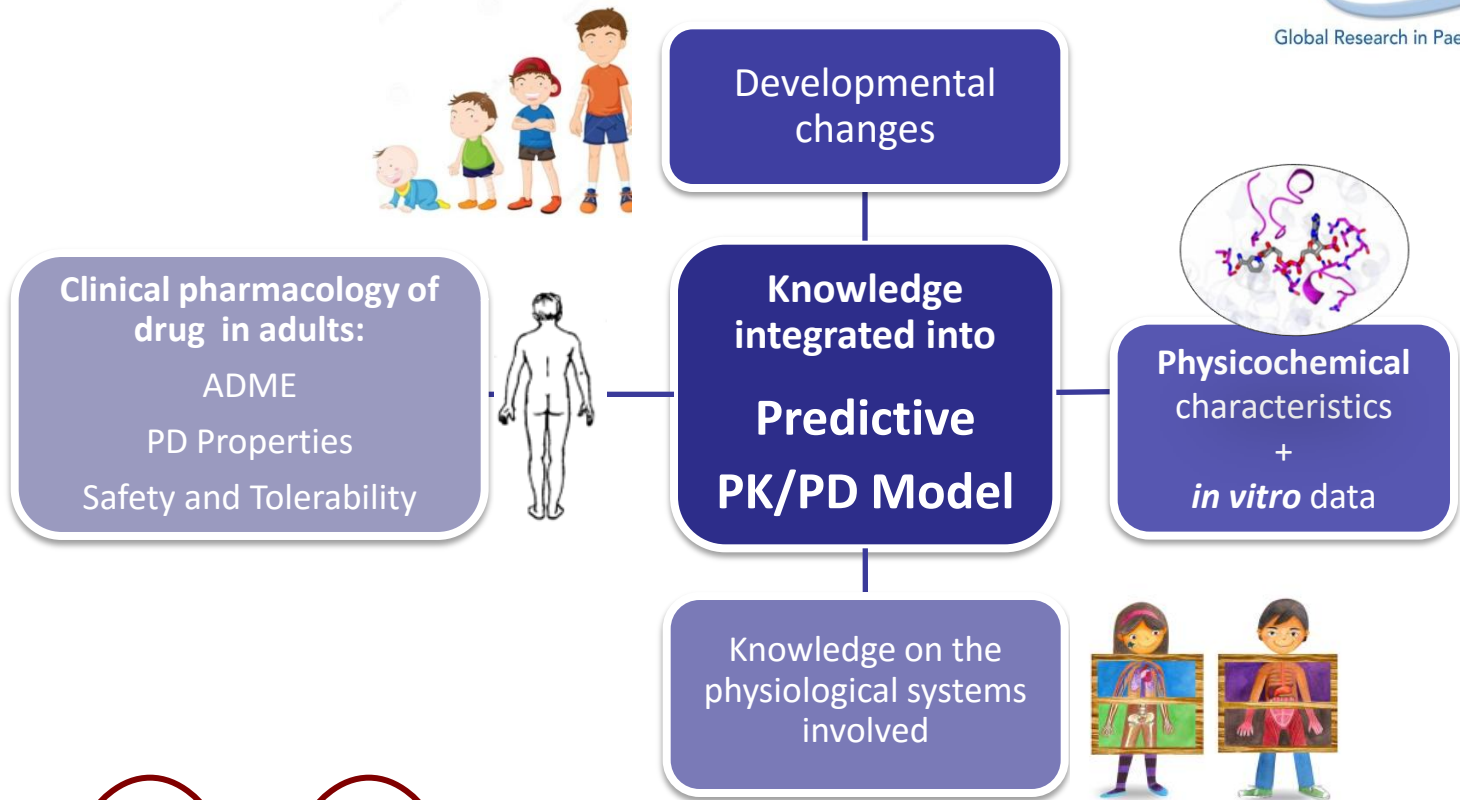 Global Research in Pae
Developmental
changes
Clinical pharmacology of
drug in adults:
ADME
PD Properties
Safety and Tolerability
Knowledge
integrated into
Predictive
PK/PD Model
Physicochemical
characteristics
+
in vitro data
Knowledge on the
physiological systems
involved